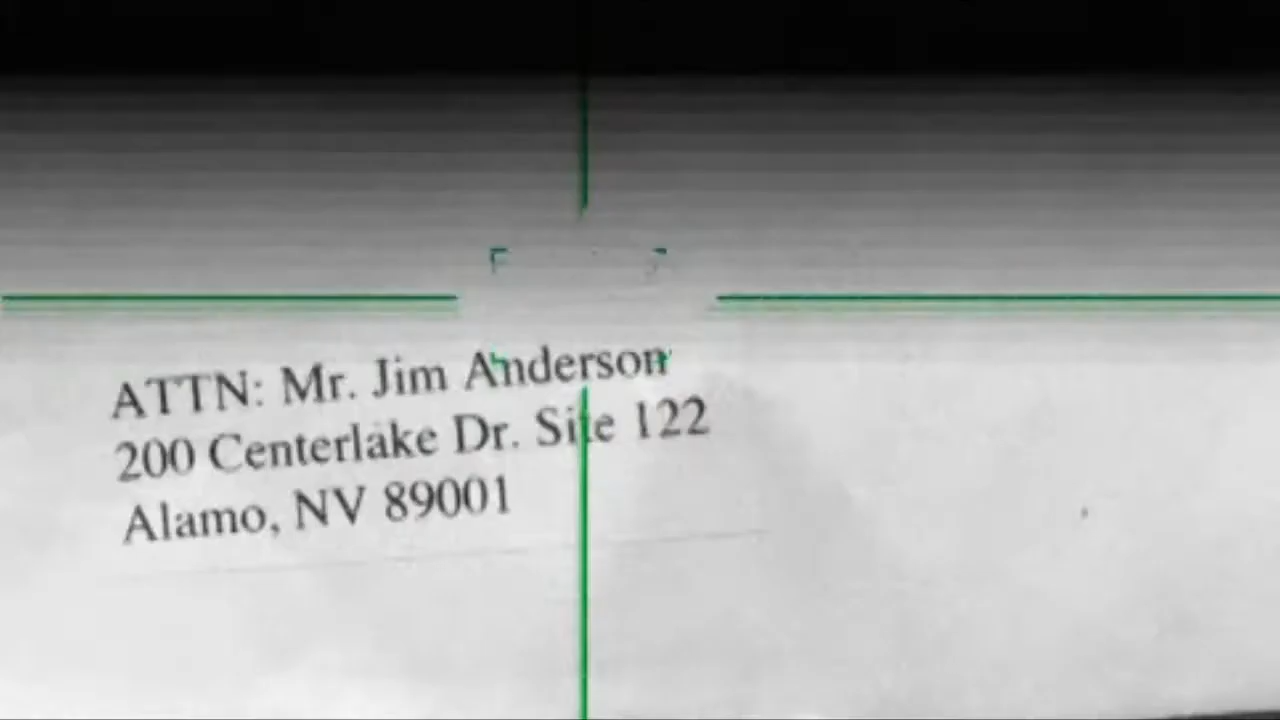 ATTN: Mr. Jim Anderson
200 Centerlake Dr. Site 122
Alamo, NV 89001